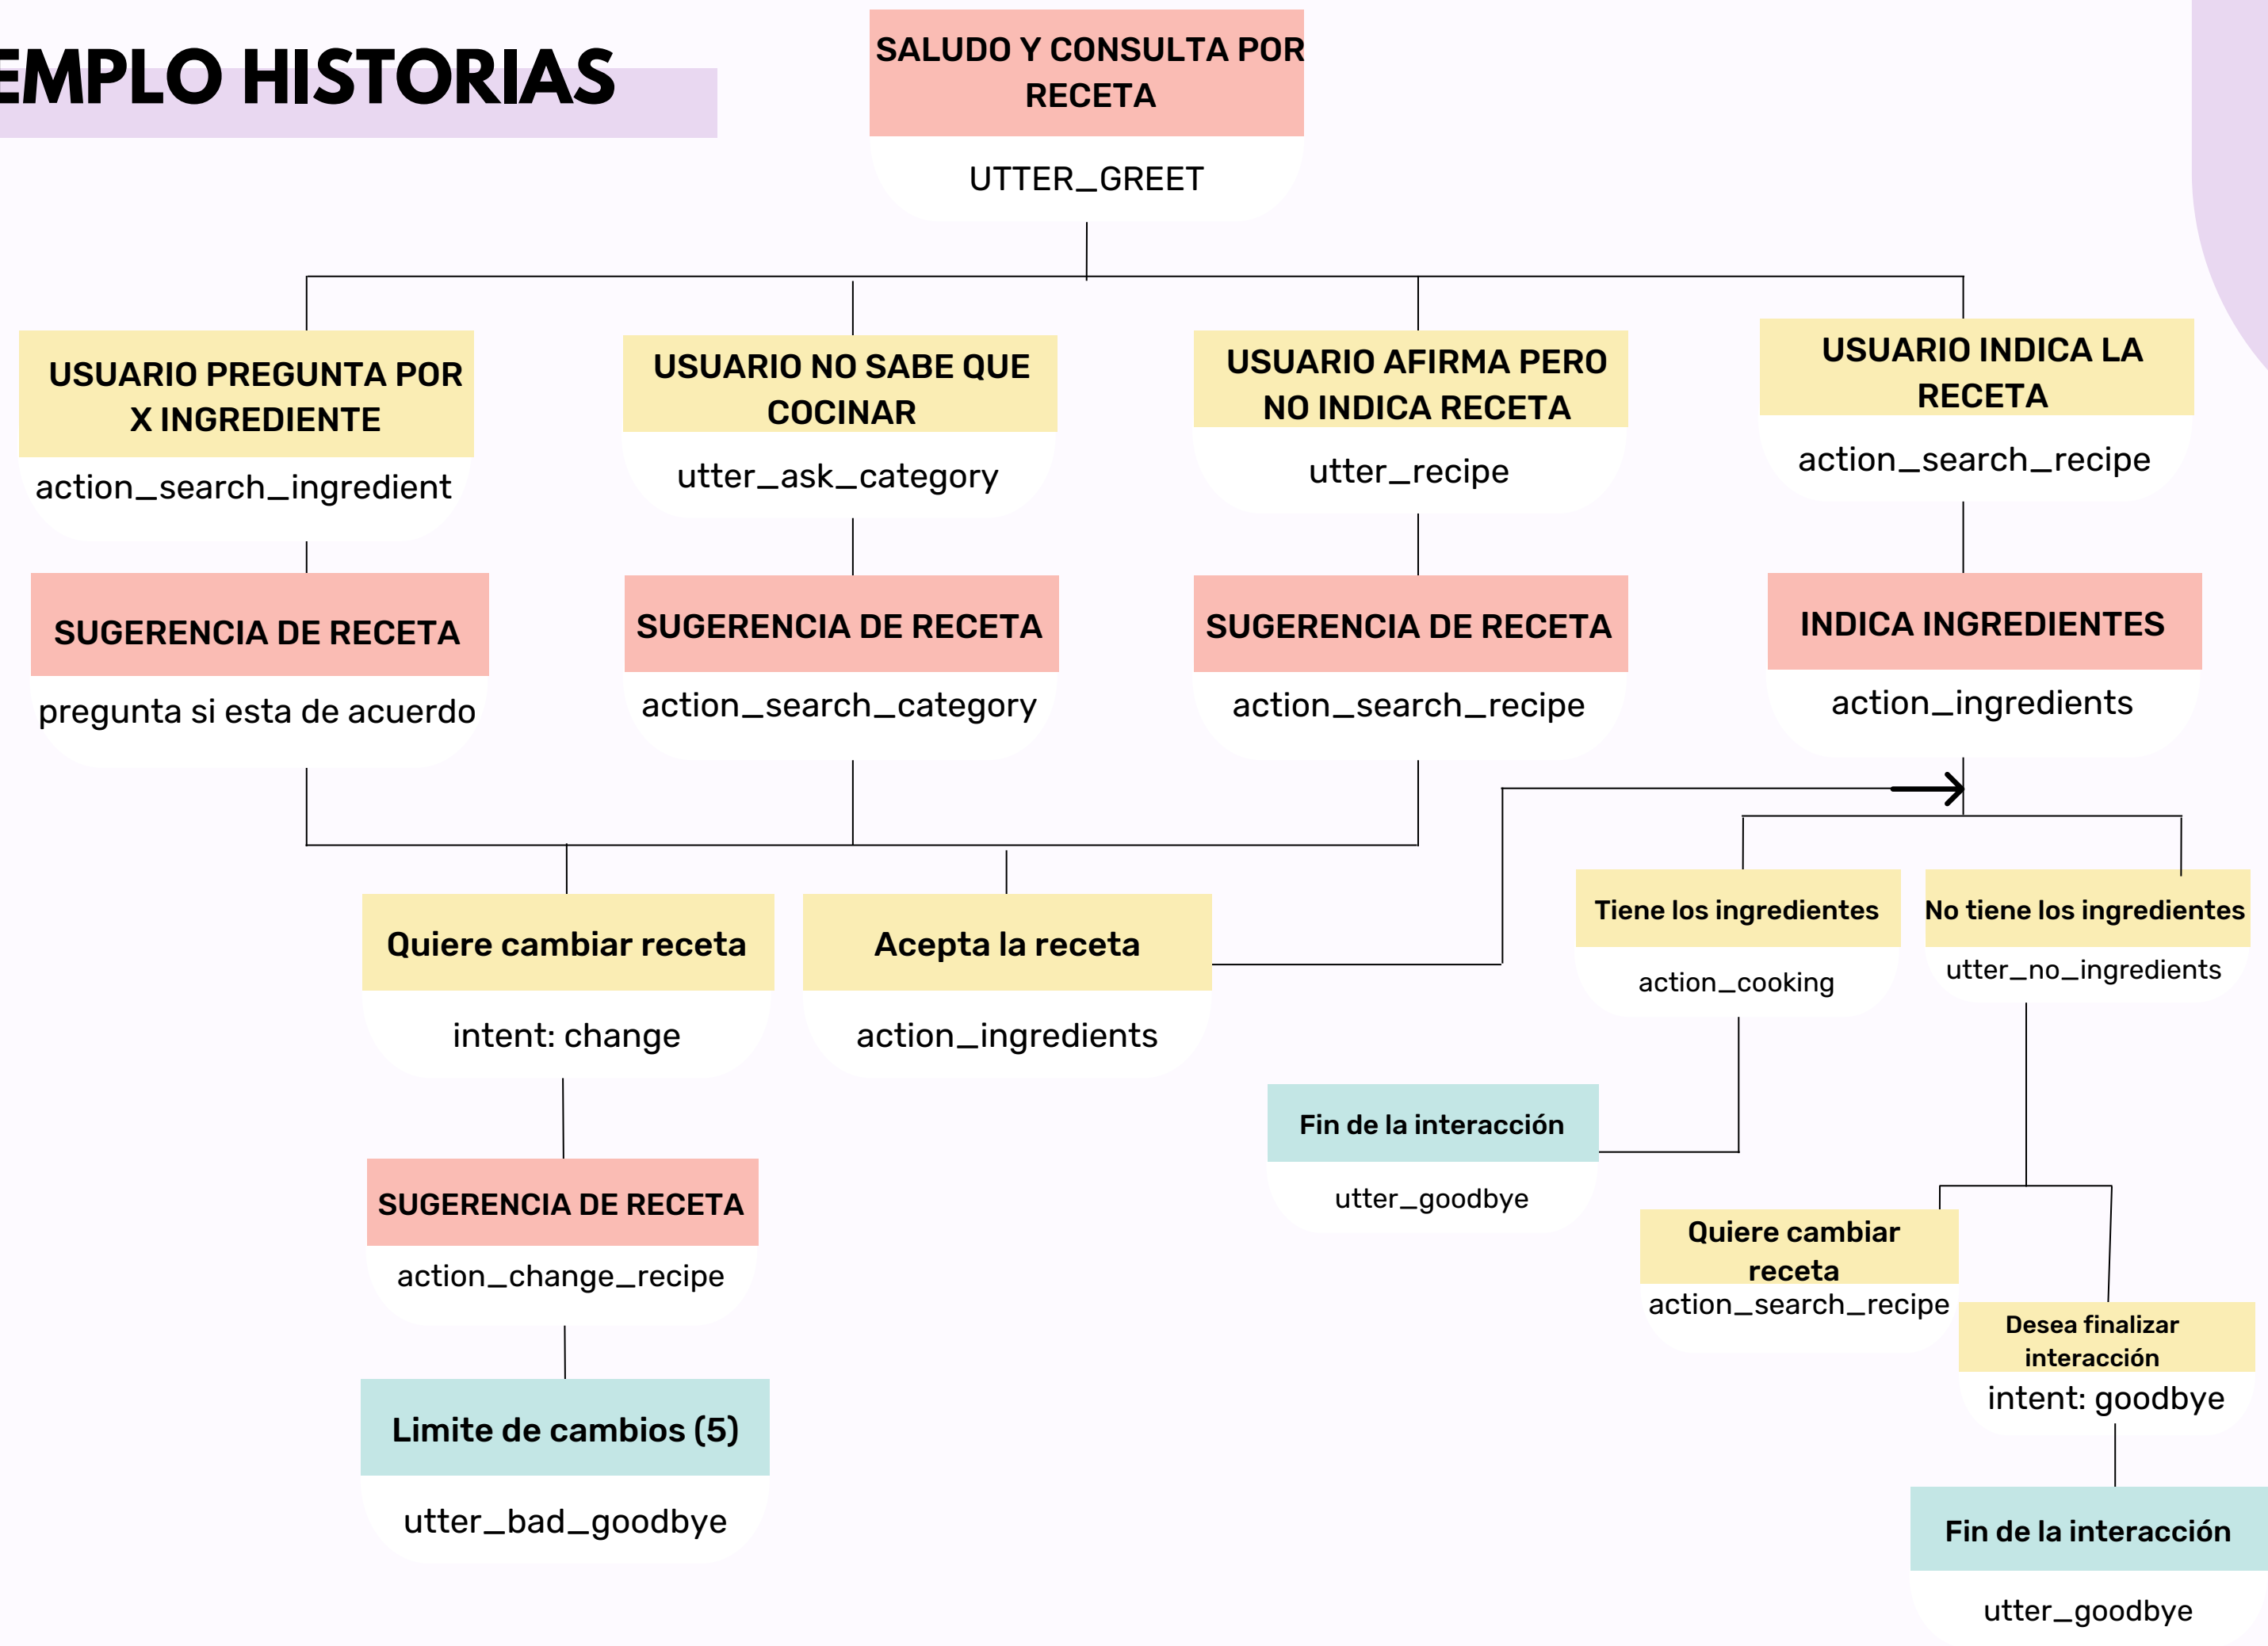 EMPLO HISTORIAS
SALUDO Y CONSULTA POR
RECETA
UTTER_GREET
USUARIO PREGUNTA POR
X INGREDIENTE
action_search_ingredient
USUARIO NO SABE QUE
COCINAR
utter_ask_category
USUARIO AFIRMA PERO
NO INDICA RECETA
utter_recipe
USUARIO INDICA LA
RECETA
action_search_recipe
SUGERENCIA DE RECETA
pregunta si esta de acuerdo
SUGERENCIA DE RECETA
action_search_category
SUGERENCIA DE RECETA
action_search_recipe
INDICA INGREDIENTES
action_ingredients
Quiere cambiar receta
intent: change
Acepta la receta
action_ingredients
Tiene los ingredientes
action_cooking
No tiene los ingredientes
utter_no_ingredients
SUGERENCIA DE RECETA
action_change_recipe
Fin de la interacción
utter_goodbye
Quiere cambiar
receta
action_search_recipe
Desea finalizar
interacción
intent: goodbye
Limite de cambios (5)
utter_bad_goodbye
Fin de la interacción
utter_goodbye